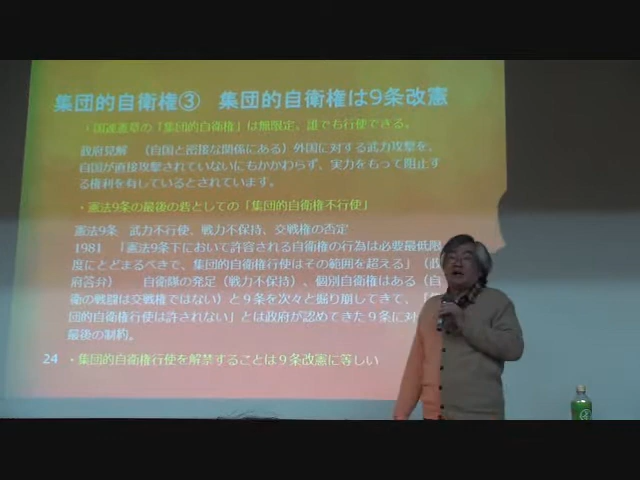 集団的自衛権③　集団的自衛権は9条改憲
・国連憲章の「集団的自衛権」は無限定、誰でも行使できる。
政府見解　（自国と密接な関係にある）外国に対する武力攻撃を、
自国が直接攻撃されていないにもかかわらず、実力をもって阻止す
る権利を有しているとされています。
・憲法9条の最後の砦としての「集団的自衛権不行使」
憲法9条　武力不行使、戦力不保持、交戦権の否定
1981　「憲法9条下において許容される自衛権の行為は必要最低限
度にとどまるべきで、集団的自衛権行使はその範囲を超える」（政
府答弁）　　自衛隊の発足（戦力不保持）、個別自衛権はある（自
衛の戦闘は交戦権ではない）と9条を次々と掘り崩してきて、「
団的自衛権行使は許されない」とは政府が認めてきた9条に対
最後の制約。
24　・集団的自衛権行使を解禁することは9条改憲に等しい